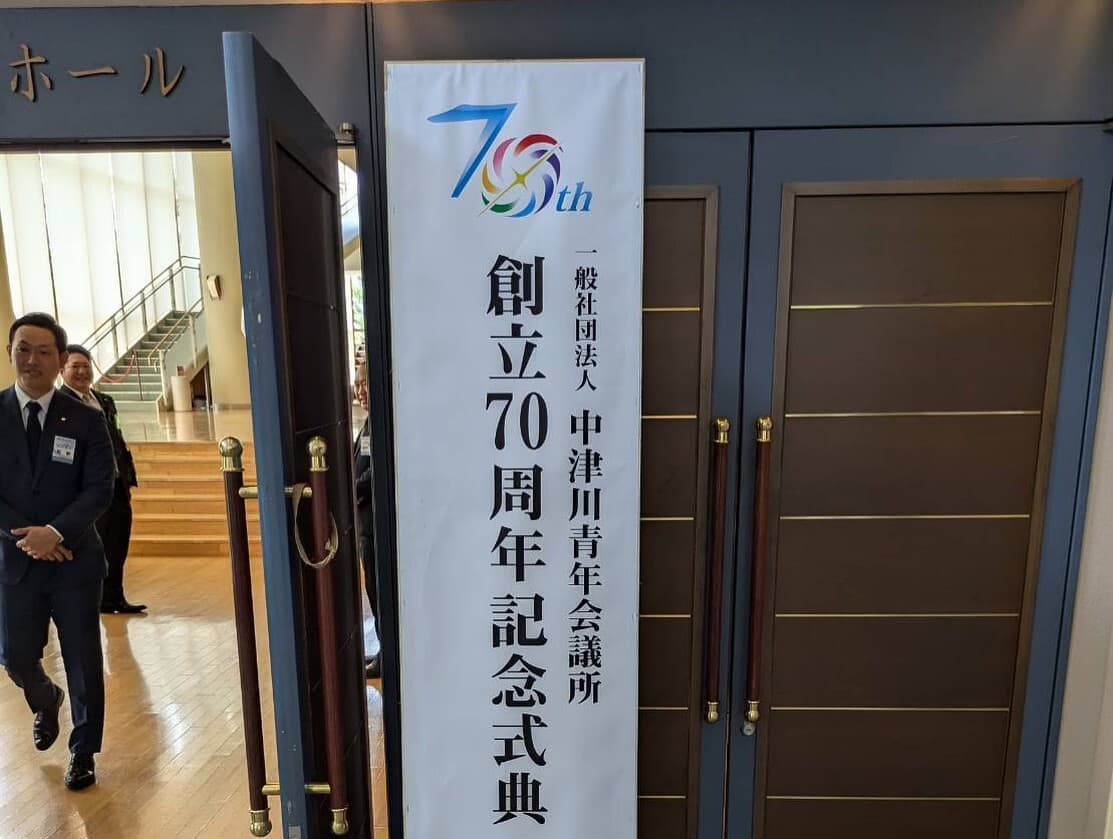 ホール
70th
一般社団法人 中津川青年会議所
創立70周年記念式典